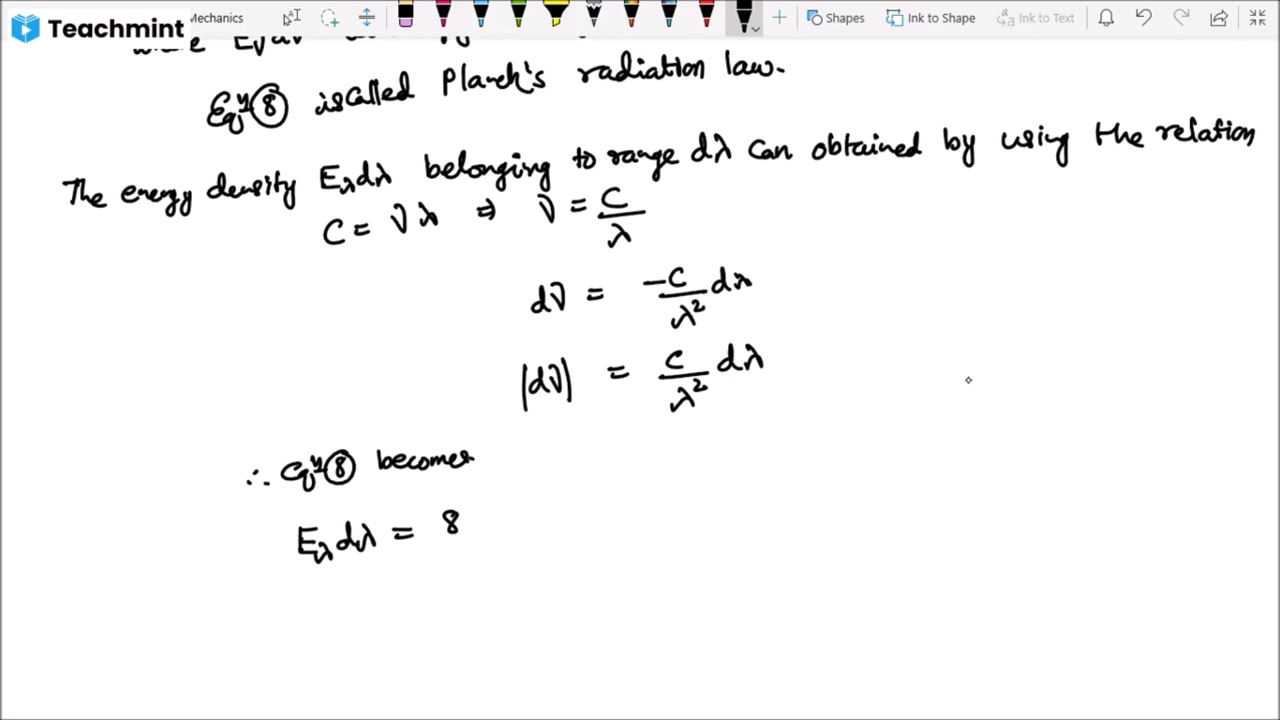 Teachmint
Mechanics
Shapes
Ink to Shape
Ink to Text
Eqⁿ ⑧ is called Planck's radiation law.
The energy density E_λdλ belonging to range dλ can obtained by using the relation
C = νλ ⇒ ν = C/λ
dν = -C/λ² dλ
|dν| = C/λ² dλ
∴ Eqⁿ ⑧ becomes
E_λdλ = 8